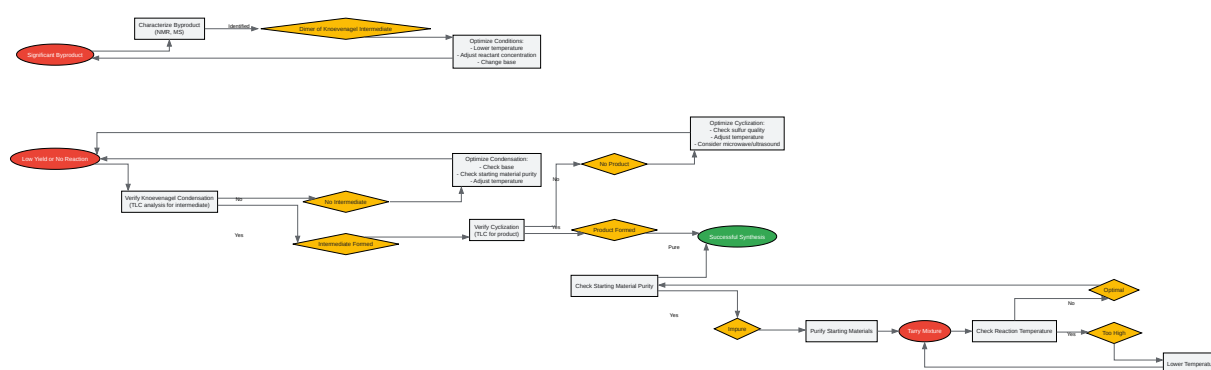 Characterize Byproduct
(NMR, MS)
Identified
Dimer of Knoevenagel Intermediate
Significant Byproduct
Optimize Conditions:
- Lower temperature
- Adjust reactant concentration
- Change base
Optimize Cyclization:
- Check sulfur quality
- Adjust temperature
- Consider microwave/ultrasound
Low Yield or No Reaction
Optimize Condensation:
- Check base
- Check starting material purity
- Adjust temperature
No Product
No
Verify Knoevenagel Condensation
(TLC analysis for intermediate)
No
No Intermediate
Yes
Intermediate Formed
Verify Cyclization
(TLC for product)
Yes
Product Formed
Pure
Successful Synthesis
Check Starting Material Purity
Yes
Impure
Purify Starting Materials
Tarry Mixture
Check Reaction Temperature
No
Optimal
Yes
Too High
Lower